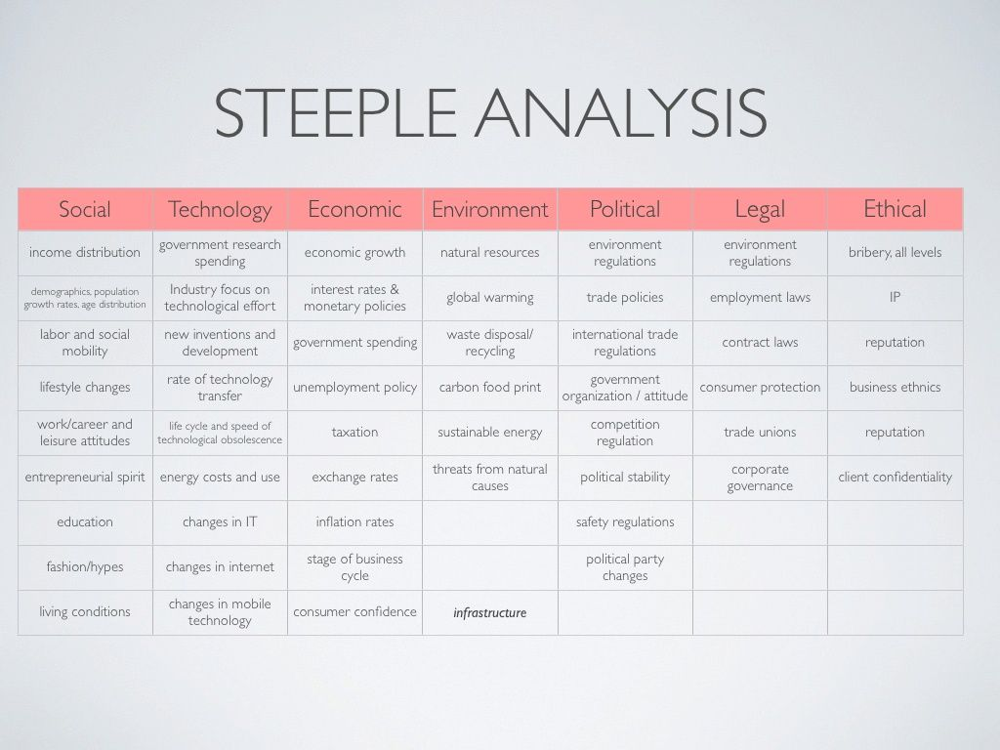 STEEPLE ANALYSIS
Social Technology Economic Environment Political Legal Ethical
income distribution
government research
spending
economic growth
natural resources
environment
regulations
environment
regulations
bribery, all levels
demographics, population
growth rates, age distribution
Industry focus on
technological effort
interest rates &
monetary policies
global warming
trade policies
employment laws
IP
labor and social
mobility
new inventions and
development
government spending
waste disposal/
recycling
international trade
regulations
contract laws
reputation
lifestyle changes
rate of technology
transfer
unemployment policy
carbon food print
government
organization / attitude
consumer protection
business ethnics
work/career and
leisure attitudes
life cycle and speed of
technological obsolescence
taxation
sustainable energy
competition
regulation
trade unions
reputation
entrepreneurial spirit
energy costs and use
exchange rates
threats from natural
causes
political stability
corporate
governance
client confidentiality
education
changes in IT
inflation rates
safety regulations
fashion/hypes
changes in internet
stage of business
cycle
political party
changes
living conditions
changes in mobile
technology
consumer confidence
infrastructure